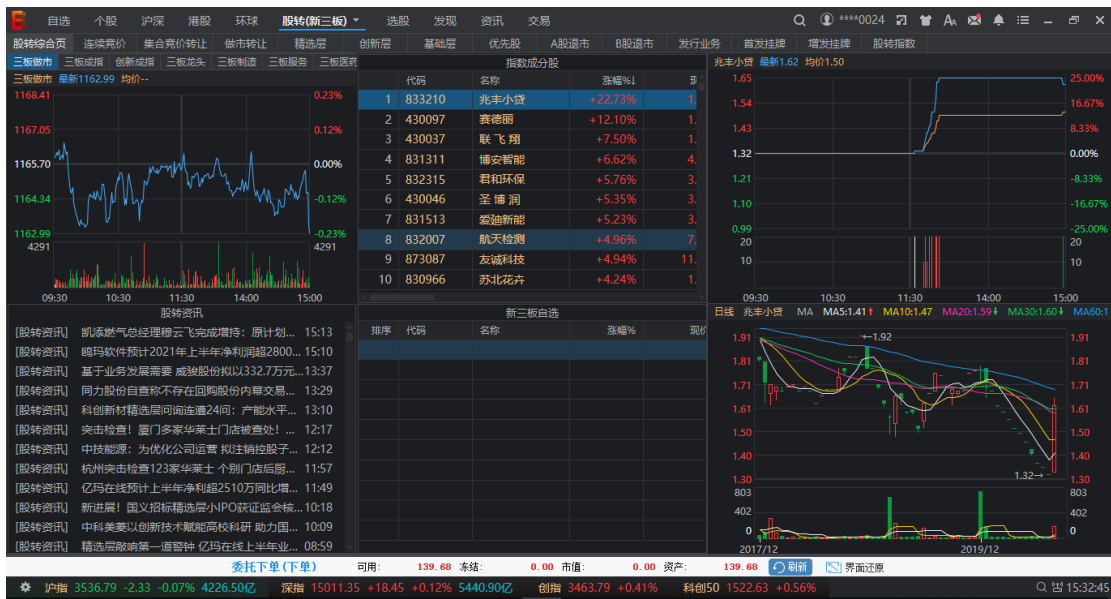 E 自选 个股 沪深 港股 环球 股转(新三板) 选股 发现 资讯 交易 ****0024
股转综合页 连续竞价 集合竞价转让 做市转让 精选层 创新层 基础层 优先股 A股退市 B股退市 发行业务 首发挂牌 增发挂牌 股转指数
三板做市 三板成指 创新成指 三板龙头 三板制造 三板服务 三板医药
三板做市 最新1162.99 均价--
1168.41 0.23%
1167.05 0.12%
1165.70 0.00%
1164.34 -0.12%
1162.99 -0.23%
4291 4291
09:30 10:30 11:30 14:00 15:00
指数成分股
代码 名称 涨幅%↓ 现
1 833210 兆丰小贷 +22.73% 1.
2 430097 赛德丽 +12.10% 1.
3 430037 联飞翔 +7.50% 1.
4 831311 博安智能 +6.62% 4.
5 832315 君和环保 +5.76% 3.
6 430046 圣博润 +5.35% 3.
7 831513 爱廸新能 +5.23% 3.
8 832007 航天检测 +4.96% 7.
9 873087 友诚科技 +4.94% 11.
10 830966 苏北花卉 +4.24% 1.
兆丰小贷 最新1.62 均价1.50
1.65 25.00%
1.54 16.67%
1.43 8.33%
1.32 0.00%
1.21 -8.33%
1.10 -16.67%
0.99 -25.00%
20 20
10 10
09:30 10:30 11:30 14:00 15:00
股转资讯
[股转资讯] 凯添燃气总经理穆云飞完成增持：原计划... 15:13
[股转资讯] 鸥玛软件预计2021年上半年净利润超2800... 15:10
[股转资讯] 基于业务发展需要 威骏股份拟以332.7万元... 13:37
[股转资讯] 同力股份自查称不存在回购股份内幕交易... 13:29
[股转资讯] 科创新材精选层问询连遭24问：产能水平... 13:10
[股转资讯] 突击检查！厦门多家华莱士门店被查处！... 12:17
[股转资讯] 中技能源：为优化公司运营 拟注销控股子... 12:12
[股转资讯] 杭州突击检查123家华莱士 个别门店后厨... 11:57
[股转资讯] 亿玛在线预计上半年净利超2510万同比增... 11:49
[股转资讯] 新进展！国义招标精选层小IPO获证监会核... 10:18
[股转资讯] 中科美菱以创新技术赋能高校科研 助力国... 10:09
[股转资讯] 精选层敲响第一道警钟 亿玛在线上半年业... 08:59
新三板自选
排序 代码 名称 涨幅% 现价
日线 兆丰小贷 MA MA5:1.41↑ MA10:1.47 MA20:1.59↓ MA30:1.60↓ MA60:1
1.91 ←1.92 1.91
1.81 1.81
1.71 1.71
1.61 1.61
1.50 1.50
1.40 1.40
1.30 1.32→ 1.30
803 803
402 402
0 0
2017/12 2019/12
委托下单(下单) 可用: 139.68 冻结: 0.00 市值: 0.00 资产: 139.68 刷新 界面还原
沪指 3536.79 -2.33 -0.07% 4226.50亿 深指 15011.35 +18.45 +0.12% 5440.90亿 创指 3463.79 +0.41% 科创50 1522.63 +0.56% 15:32:45